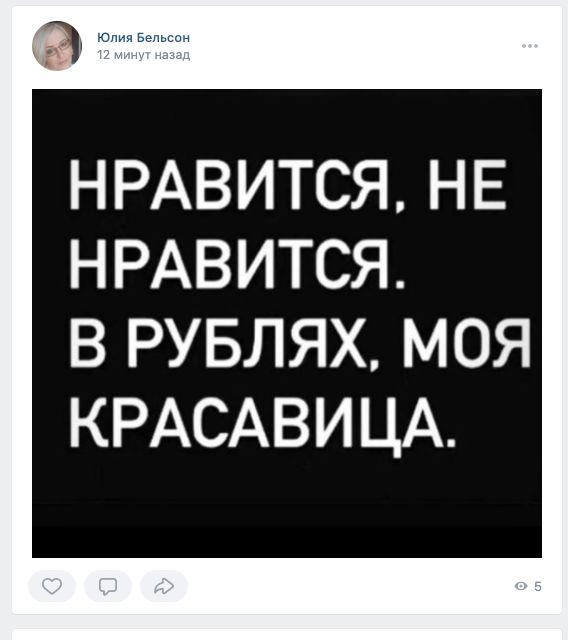 Юлия Бельсон
12 минут назад
НРАВИТСЯ, НЕ
НРАВИТСЯ.
В РУБЛЯХ, МОЯ
КРАСАВИЦА.
5